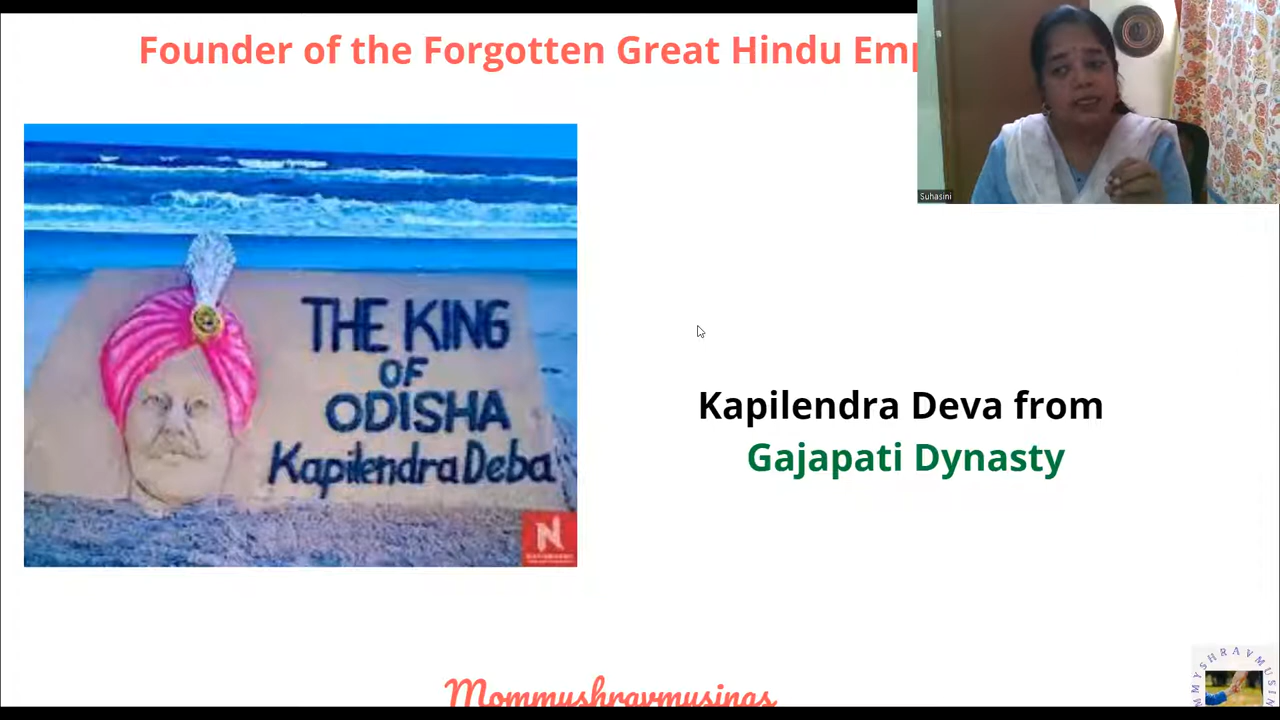 Founder of the Forgotten Great Hindu Emp
Suhasini
THE KING
OF
ODISHA
Kapilendra Deba
Kapilendra Deva from
Gajapati Dynasty
N
Mommyshravmusings